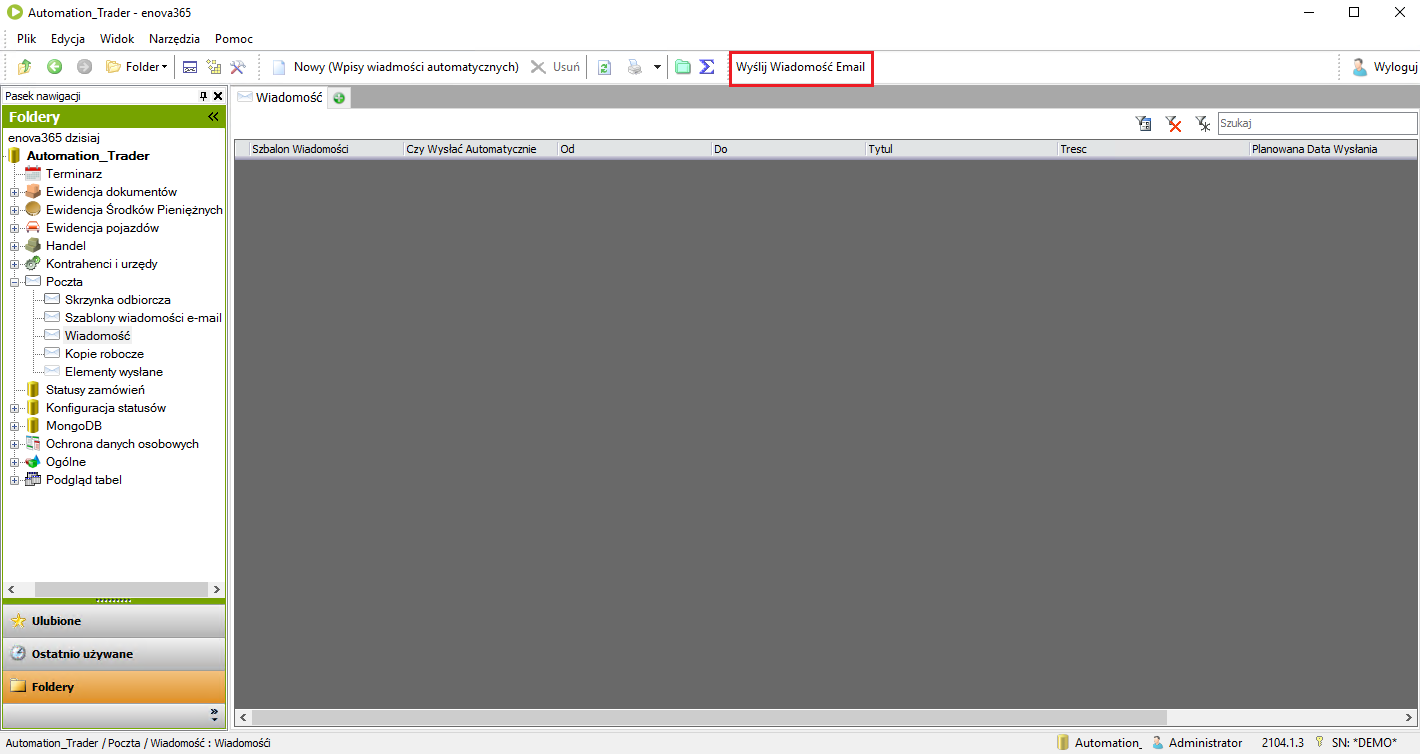 Automation_Trader - enova365
Plik Edycja Widok Narzędzia Pomoc
Folder Nowy (Wpisy wiadmości automatycznych) Usuń Wyślij Wiadomość Email Wyloguj
Pasek nawigacji
Wiadomość
Foldery
Szukaj
enova365 dzisiaj
Szbalon Wiadomości Czy Wysłać Automatycznie Od Do Tytul Tresc Planowana Data Wysłania
Automation_Trader
Terminarz
Ewidencja dokumentów
Ewidencja Środków Pieniężnych
Ewidencja pojazdów
Handel
Kontrahenci i urzędy
Poczta
Skrzynka odbiorcza
Szablony wiadomości e-mail
Wiadomość
Kopie robocze
Elementy wysłane
Statusy zamówień
Konfiguracja statusów
MongoDB
Ochrona danych osobowych
Ogólne
Podgląd tabel
Ulubione
Ostatnio używane
Foldery
Automation_Trader / Poczta / Wiadomość : Wiadomośći Automation_ Administrator 2104.1.3 SN: *DEMO*